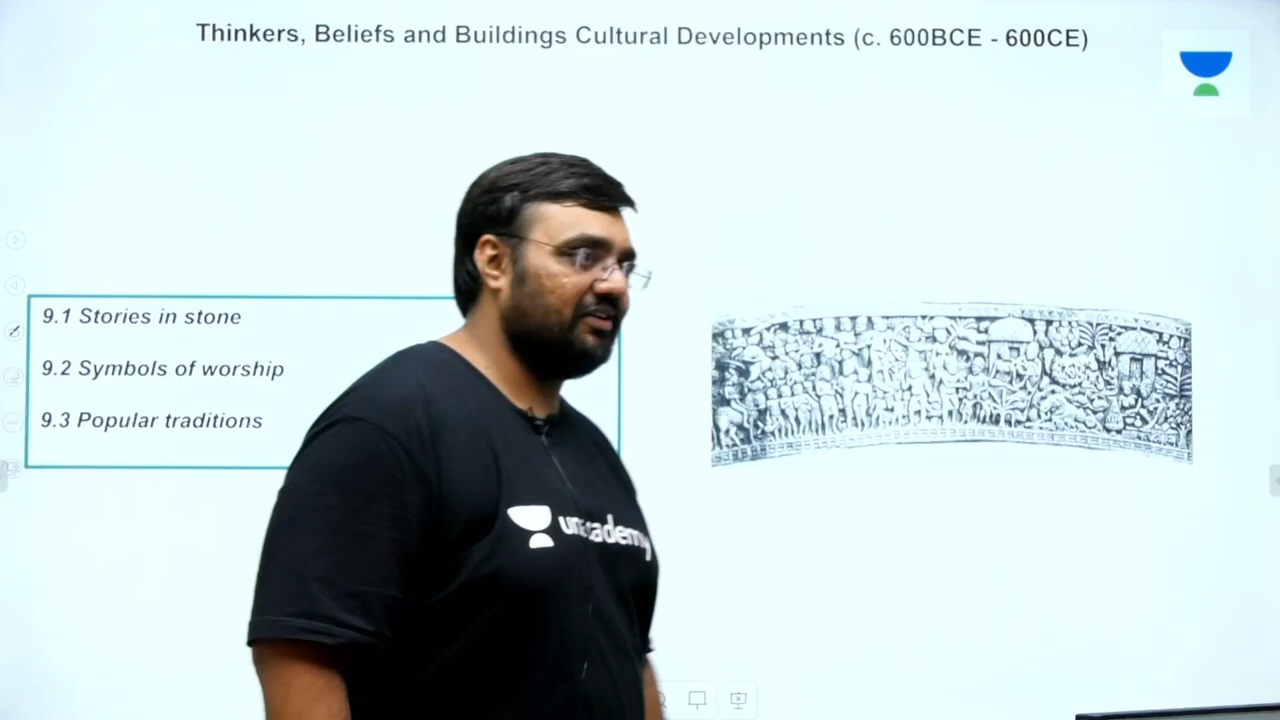 Thinkers, Beliefs and Buildings Cultural Developments (c. 600BCE - 600CE)
9.1 Stories in stone
9.2 Symbols of worship
9.3 Popular traditions
unacademy